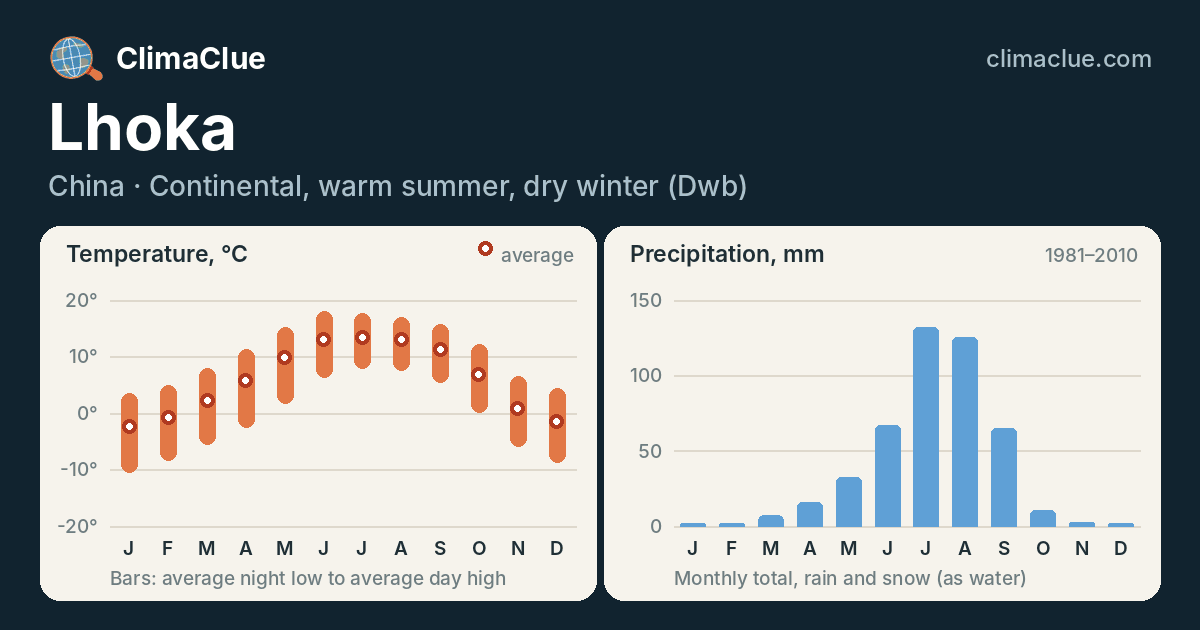 ClimaClue
climaclue.com
Lhoka
China · Continental, warm summer, dry winter (Dwb)
Temperature, °C
average
20°
10°
0°
-10°
-20°
J F M A M J J A S O N D
Bars: average night low to average day high
Precipitation, mm
1981–2010
150
100
50
0
J F M A M J J A S O N D
Monthly total, rain and snow (as water)